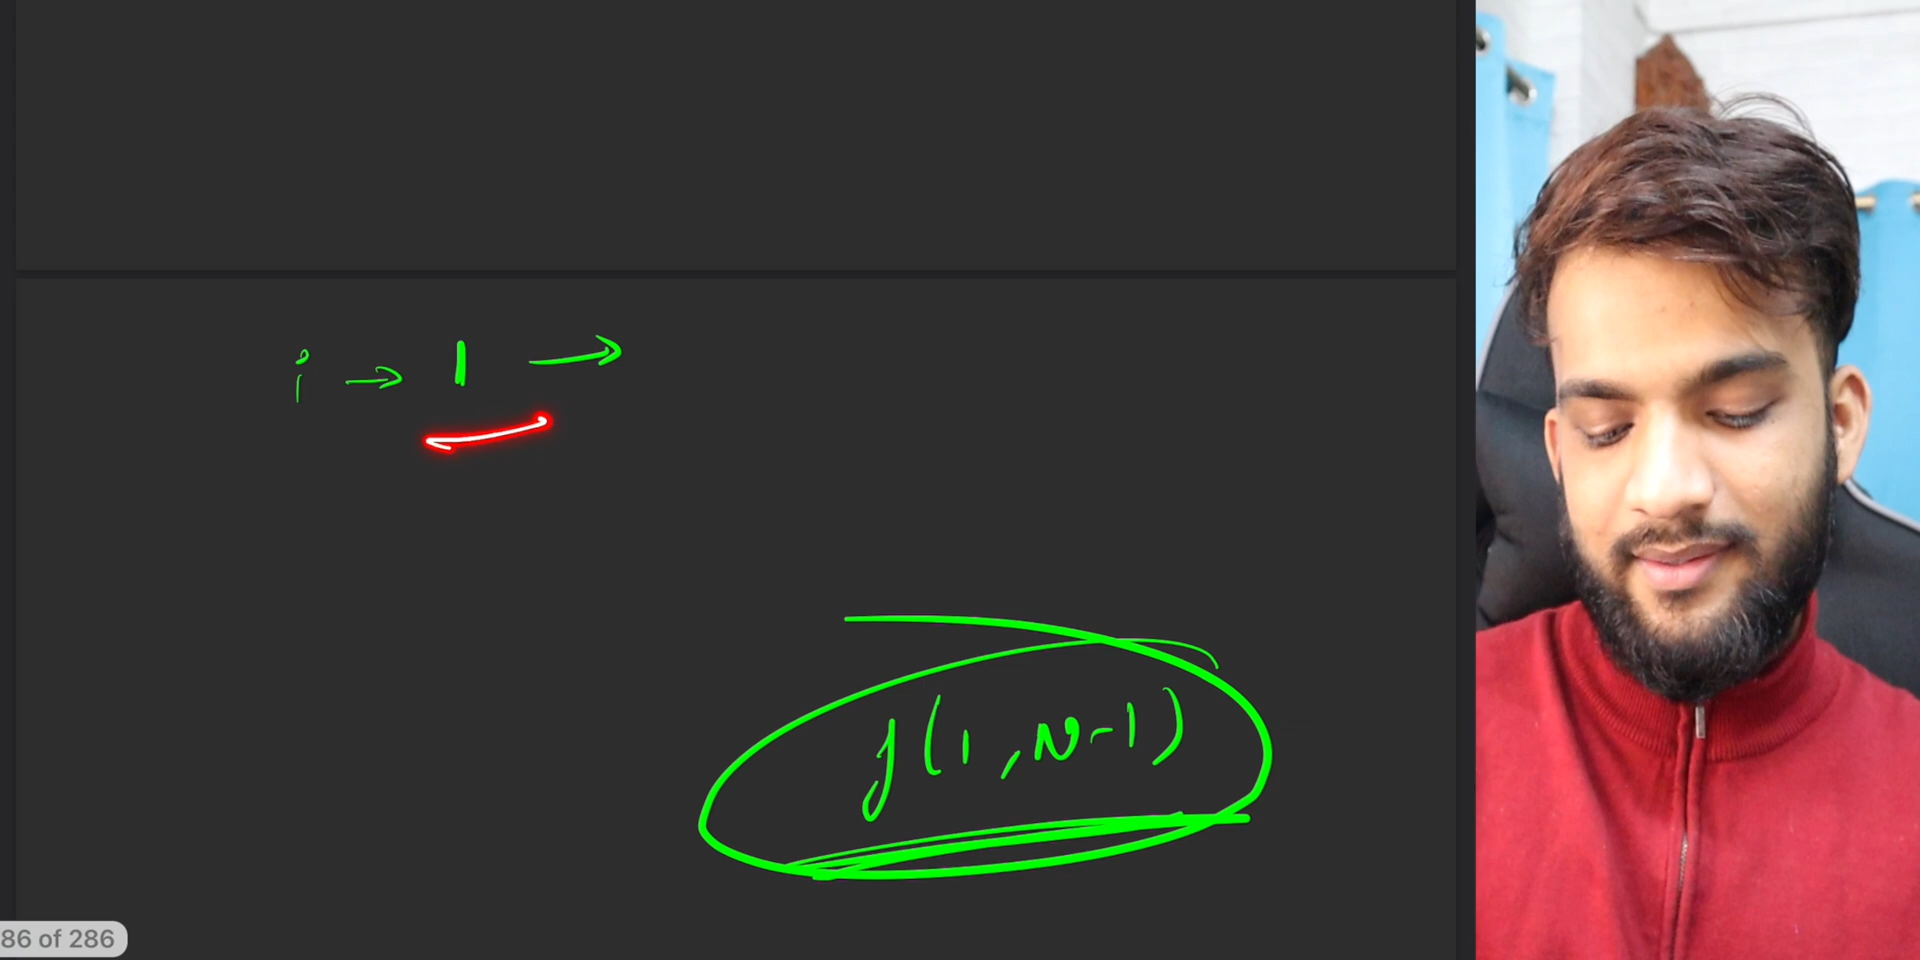 i → 1 →
f(1, N-1)
86 of 286